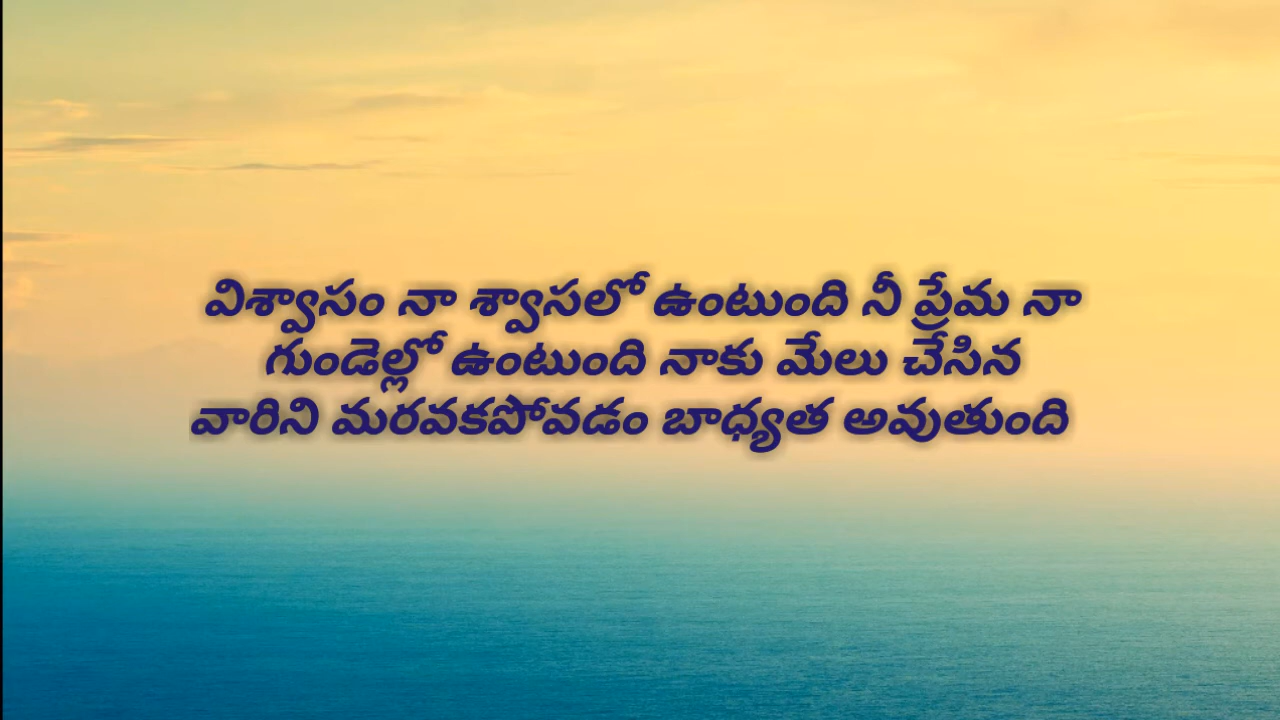 విశ్వాసం నా శ్వాసలో ఉంటుంది నీ ప్రేమ నా
గుండెల్లో ఉంటుంది నాకు మేలు చేసిన
వారిని మరవకపోవడం బాధ్యత అవుతుంది